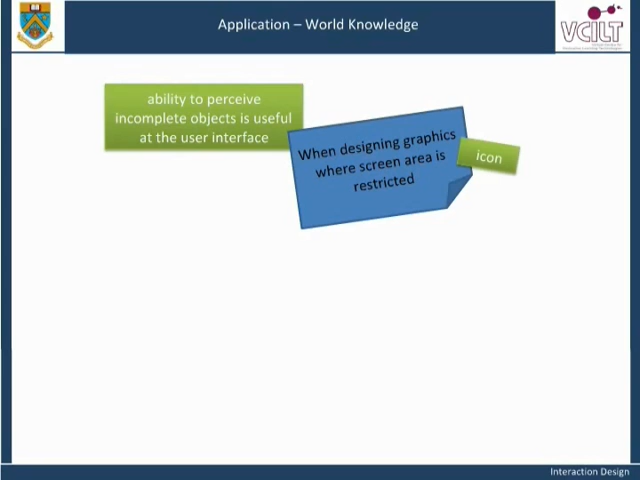 Application – World Knowledge
VCILT
ability to perceive
incomplete objects is useful
at the user interface
When designing graphics
where screen area is
restricted
icon
Interaction Design